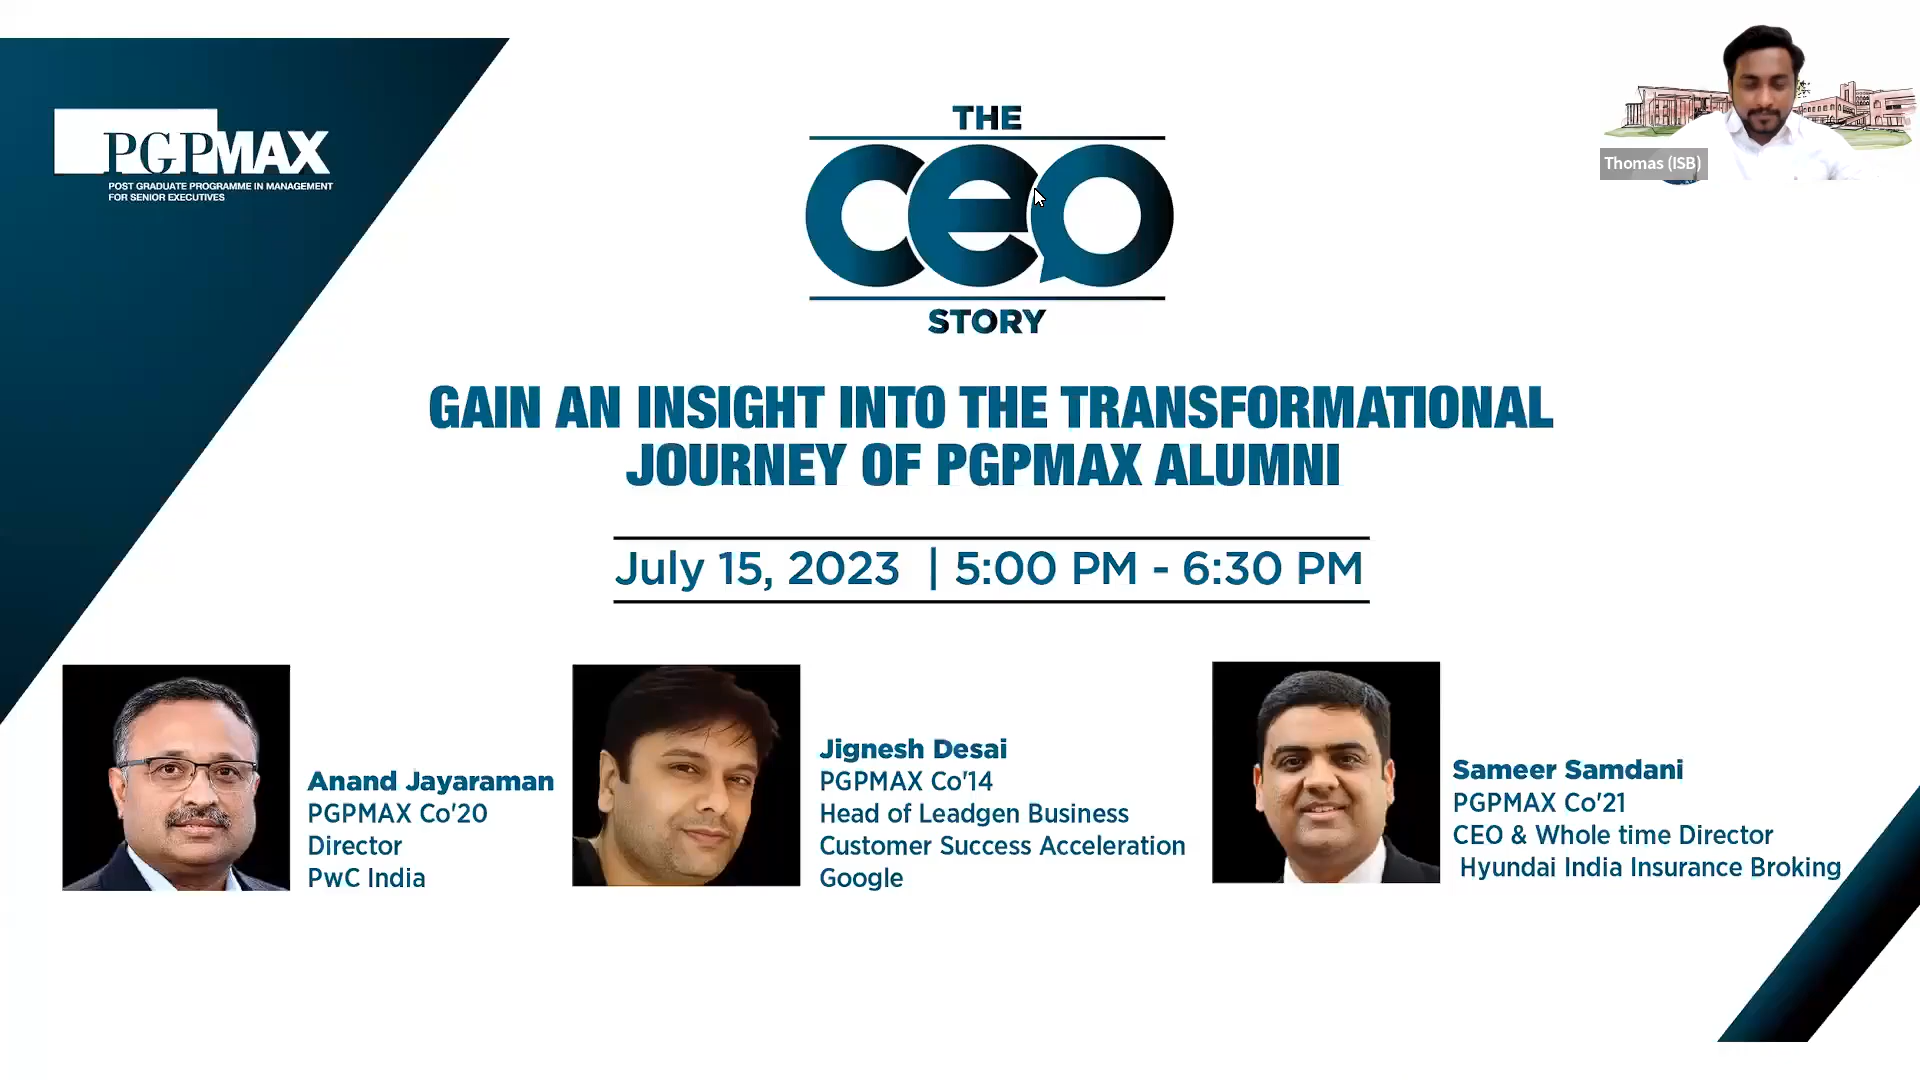 PGPMAX
POST GRADUATE PROGRAMME IN MANAGEMENT
FOR SENIOR EXECUTIVES
THE
ceo
STORY
Thomas (ISB)
GAIN AN INSIGHT INTO THE TRANSFORMATIONAL
JOURNEY OF PGPMAX ALUMNI
July 15, 2023 | 5:00 PM - 6:30 PM
Anand Jayaraman
PGPMAX Co'20
Director
PwC India
Jignesh Desai
PGPMAX Co'14
Head of Leadgen Business
Customer Success Acceleration
Google
Sameer Samdani
PGPMAX Co'21
CEO & Whole time Director
Hyundai India Insurance Broking